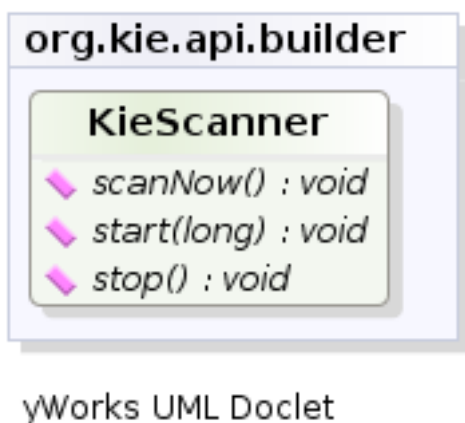 org.kie.api.builder
KieScanner
scanNow() : void
start(long) : void
stop() : void
yWorks UML Doclet